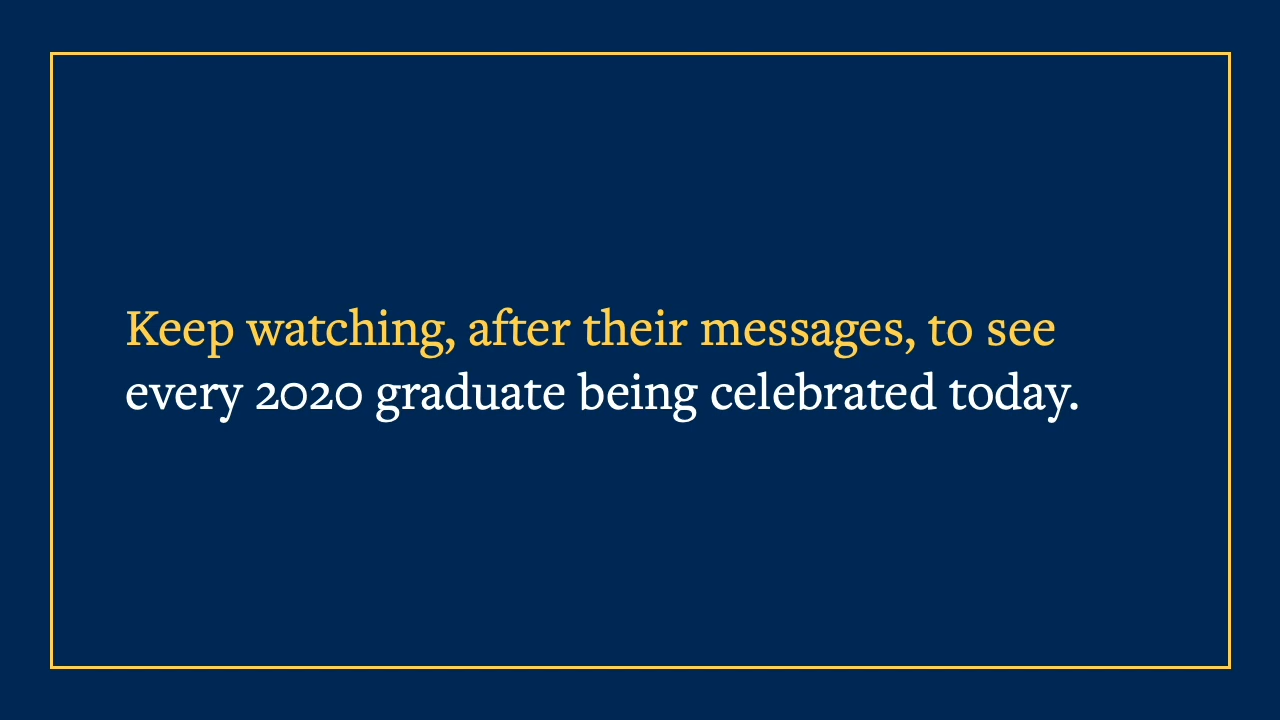 Keep watching, after their messages, to see
every 2020 graduate being celebrated today.